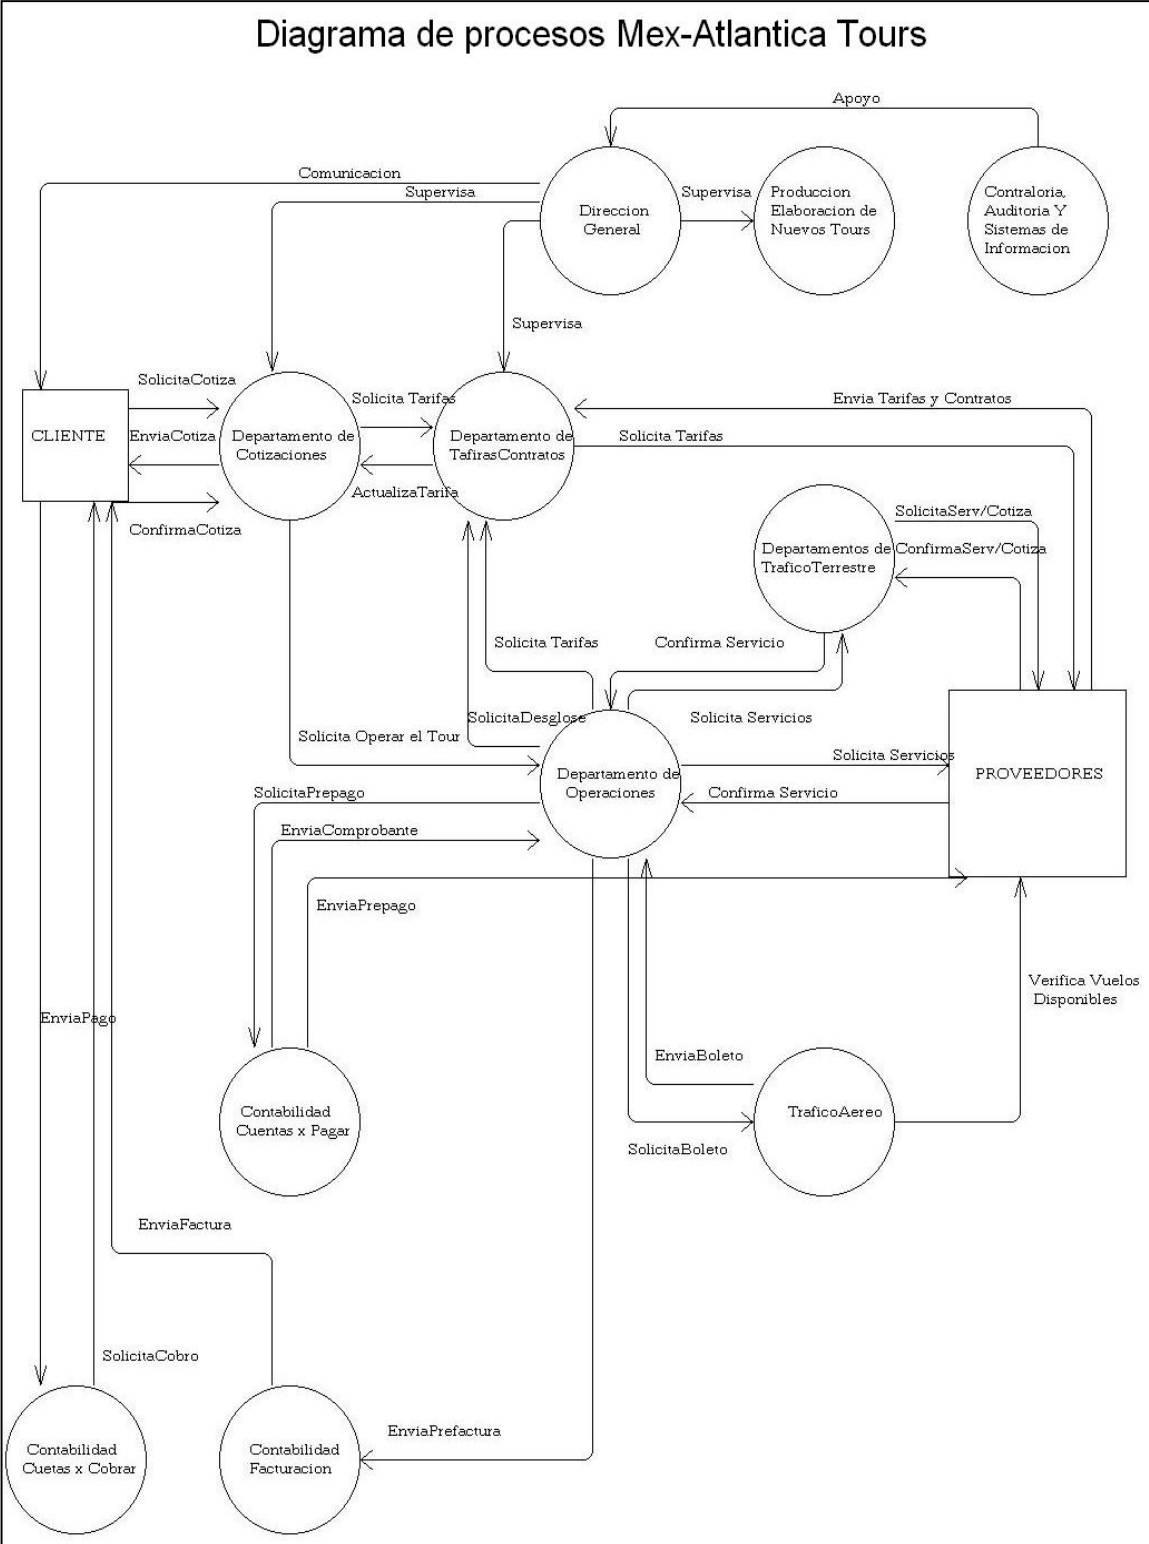 Diagrama de procesos Mex-Atlantica Tours
Apoyo
Comunicacion
Supervisa
Supervisa
Direccion
General
Produccion
Elaboracion de
Nuevos Tours
Contraloria,
Auditoria Y
Sistemas de
Informacion
Supervisa
SolicitaCotiza
Solicita Tarifas
Envia Tarifas y Contratos
CLIENTE
EnviaCotiza
Departamento de
Cotizaciones
Departamento de
TafirasContratos
Solicita Tarifas
ActualizaTarifa
ConfirmaCotiza
SolicitaServ/Cotiza
Departamentos de
TraficoTerrestre
ConfirmaServ/Cotiza
Solicita Tarifas
Confirma Servicio
SolicitaDesglose
Solicita Servicios
Solicita Operar el Tour
Solicita Servicios
Departamento de
Operaciones
PROVEEDORES
SolicitaPrepago
Confirma Servicio
EnviaComprobante
EnviaPrepago
Verifica Vuelos
Disponibles
EnviaPago
EnviaBoleto
Contabilidad
Cuentas x Pagar
TraficoAereo
SolicitaBoleto
EnviaFactura
SolicitaCobro
EnviaPrefactura
Contabilidad
Cuetas x Cobrar
Contabilidad
Facturacion